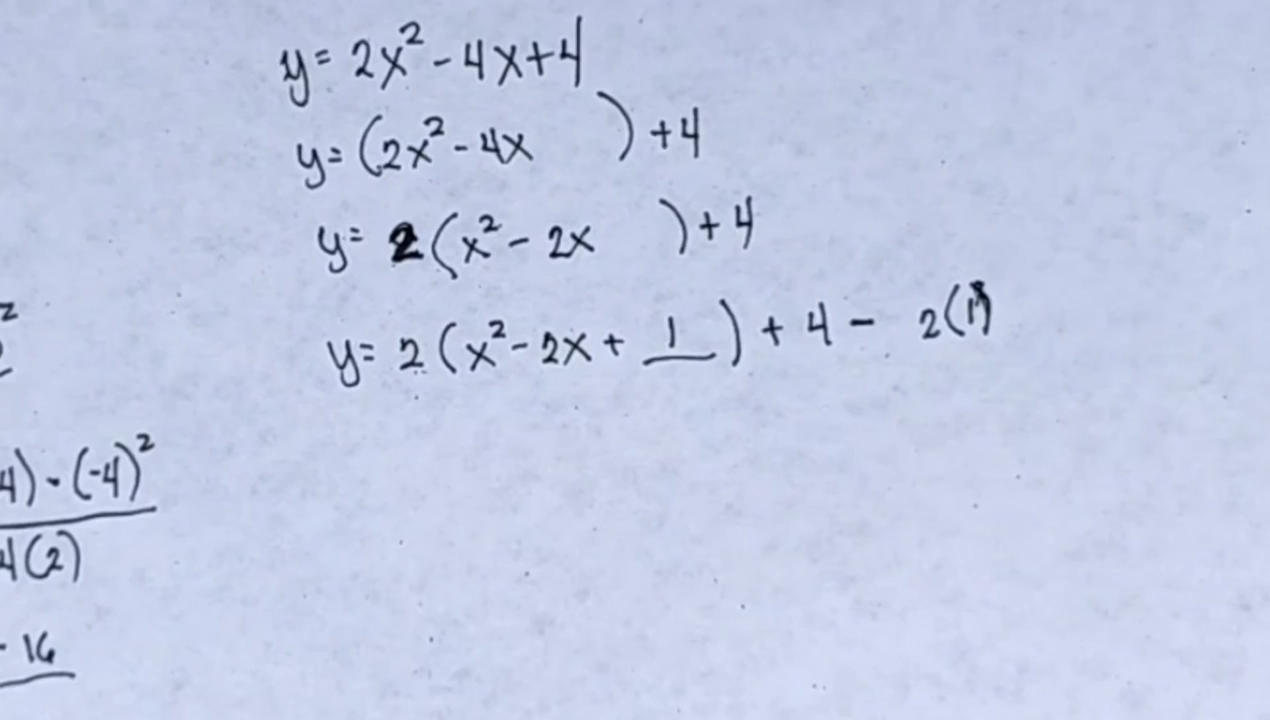 y = 2x² - 4x + 4
y = (2x² - 4x    ) + 4
y = 2(x² - 2x    ) + 4
y = 2(x² - 2x + 1) + 4 - 2(1)
2
4) - (-4)²
4(2)
- 16